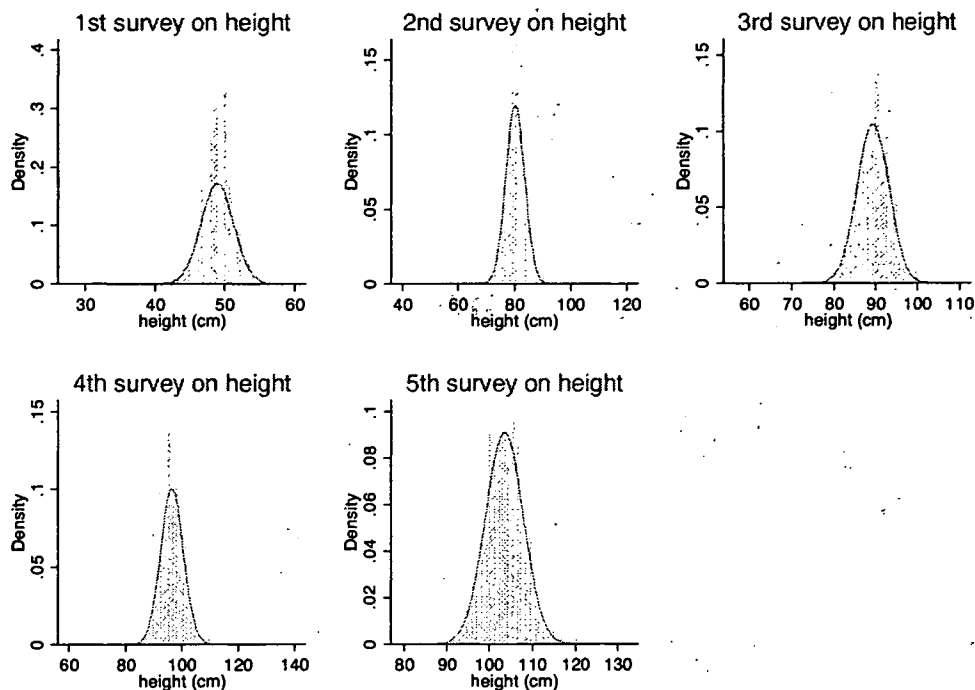 1st survey on height
.4
.3
.2
.1
0
Density
30 40 50 60
height (cm)
2nd survey on height
.15
.1
.05
0
Density
40 60 80 100 120
height (cm)
3rd survey on height
.15
.1
.05
0
Density
60 70 80 90 100 110
height (cm)
4th survey on height
.15
.1
.05
0
Density
60 80 100 120 140
height (cm)
5th survey on height
.1
.08
.06
.04
.02
0
Density
80 90 100 110 120 130
height (cm)